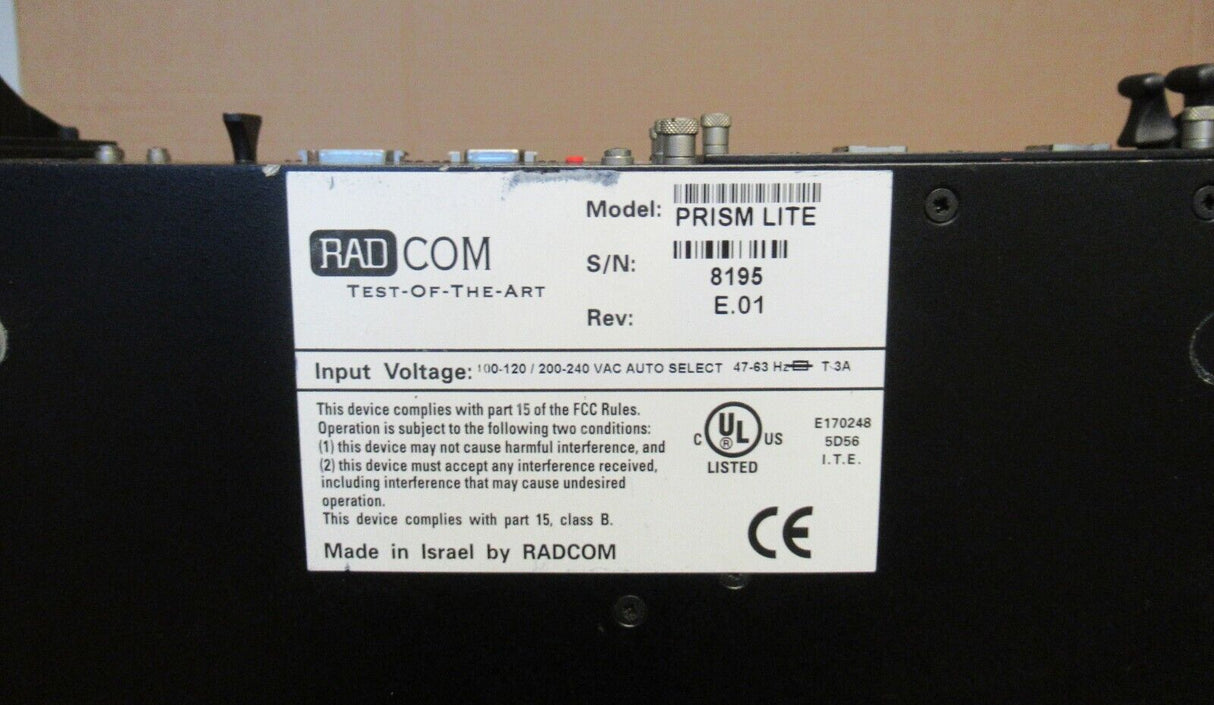 RADCOM
TEST-OF-THE-ART
Model: PRISM LITE
S/N: 8195
Rev: E.01
Input Voltage: 100-120 / 200-240 VAC AUTO SELECT 47-63 Hz T-3A
This device complies with part 15 of the FCC Rules.
Operation is subject to the following two conditions:
(1) this device may not cause harmful interference, and
(2) this device must accept any interference received,
including interference that may cause undesired
operation.
This device complies with part 15, class B.
Made in Israel by RADCOM
C UL ® US
LISTED
E170248
5D56
I.T.E.
CE